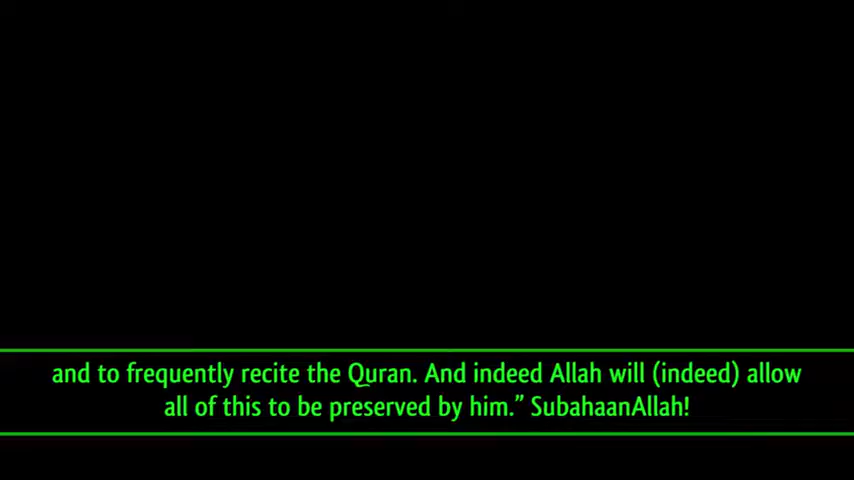 and to frequently recite the Quran. And indeed Allah will (indeed) allow
all of this to be preserved by him.” SubahaanAllah!